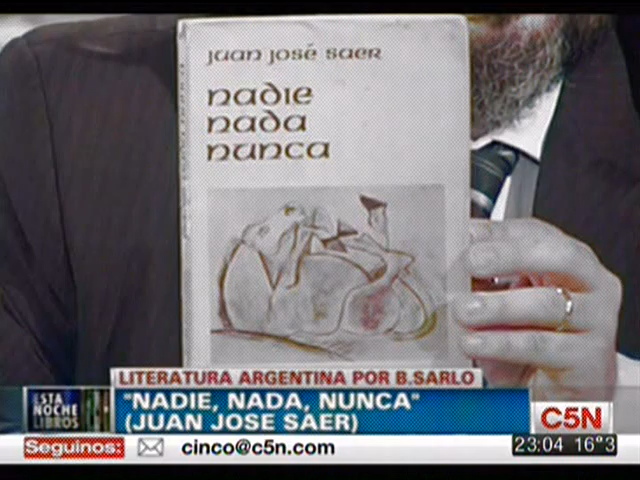 juan josé saer
nadie
nada
nunca
LITERATURA ARGENTINA POR B.SARLO
ESTA
NOCHE
LIBROS
"NADIE, NADA, NUNCA"
(JUAN JOSE SAER)
C5N
Seguinos:
cinco@c5n.com
23:04 16°3